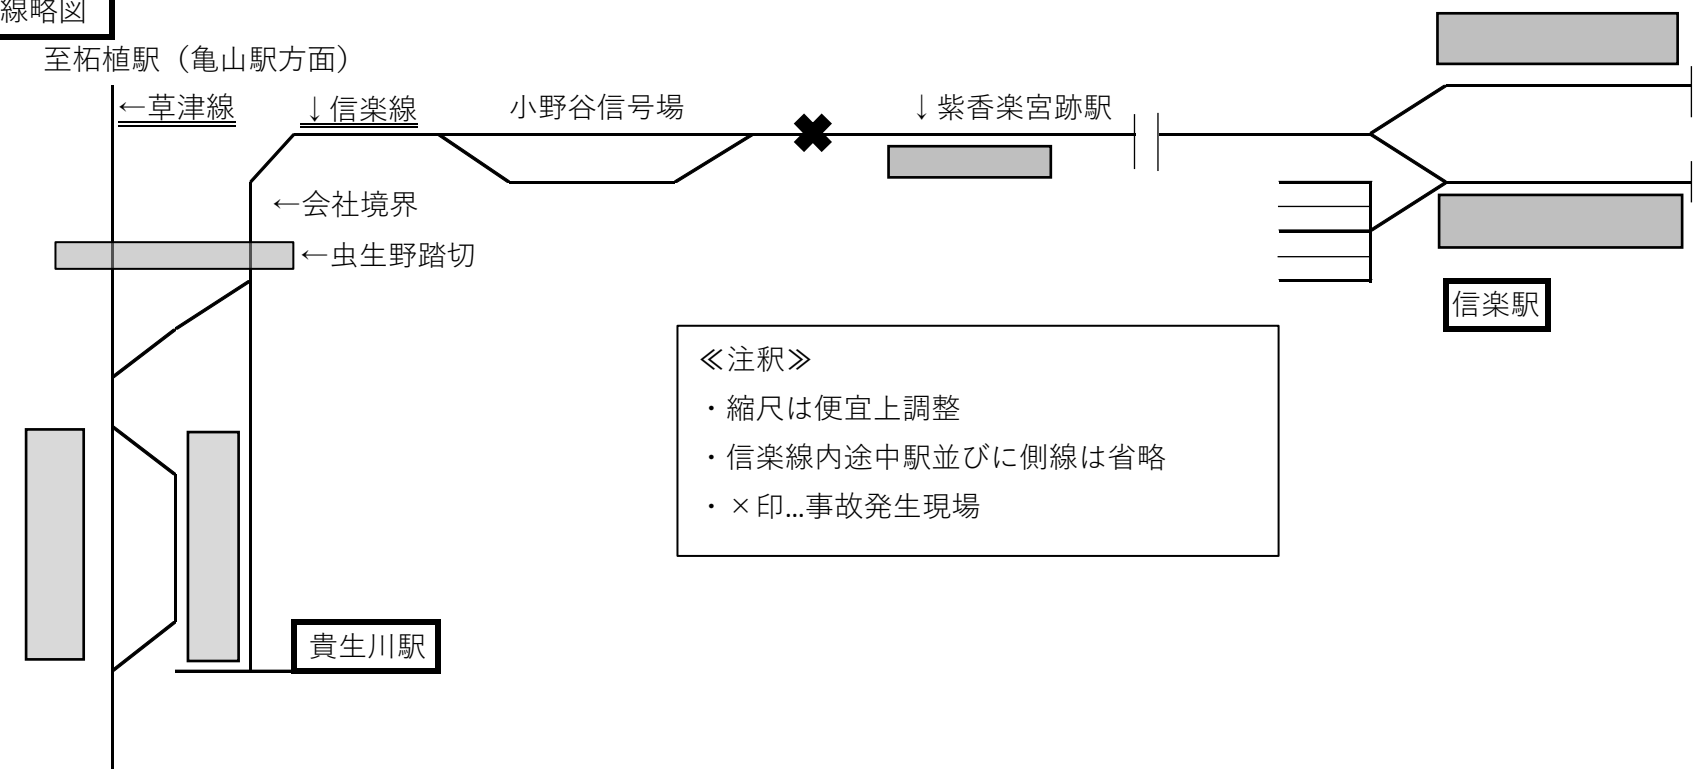 線略図
至柘植駅（亀山駅方面）
←草津線
↓信楽線
小野谷信号場
↓紫香楽宮跡駅
←会社境界
←虫生野踏切
信楽駅
≪注釈≫
・縮尺は便宜上調整
・信楽線内途中駅並びに側線は省略
・×印…事故発生現場
貴生川駅